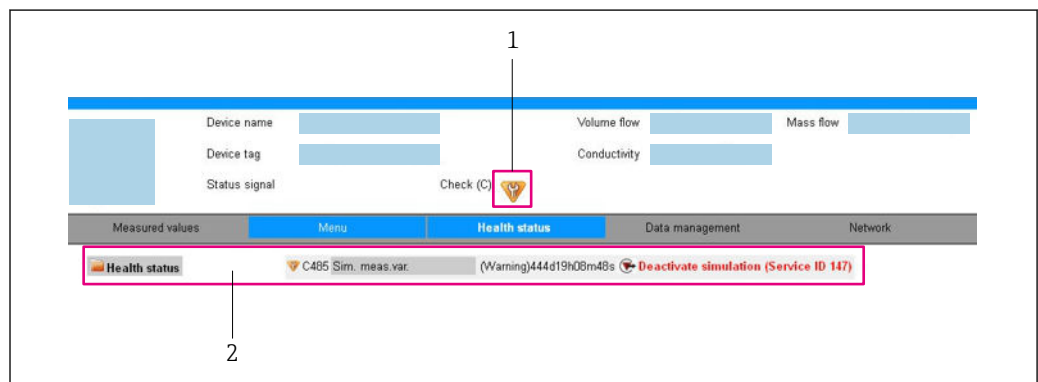 1
Device name Volume flow Mass flow
Device tag Conductivity
Status signal Check (C)
Measured values Menu Health status Data management Network
Health status C485 Sim. meas.var. (Warning)444d19h08m48s Deactivate simulation (Service ID 147)
2